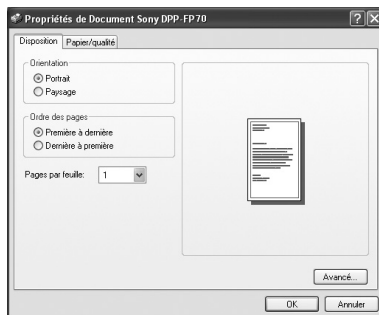 Propriétés de Document Sony DPP-FP70
Disposition Papier/qualité
Orientation
Portrait
Paysage
Ordre des pages
Première à dernière
Dernière à première
Pages par feuille: 1
Avancé...
OK Annuler